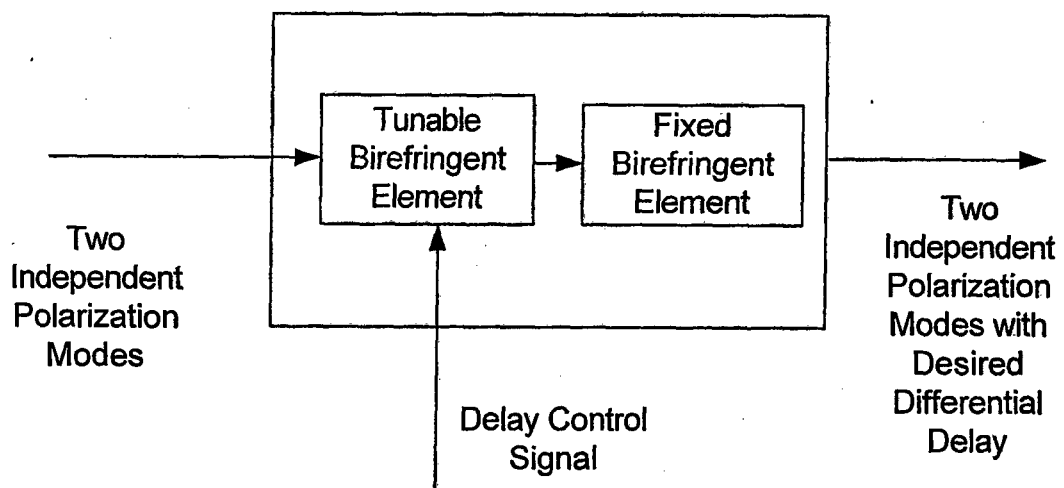 Tunable
Birefringent
Element
Fixed
Birefringent
Element
Two
Independent
Polarization
Modes
Two
Independent
Polarization
Modes with
Desired
Differential
Delay
Delay Control
Signal